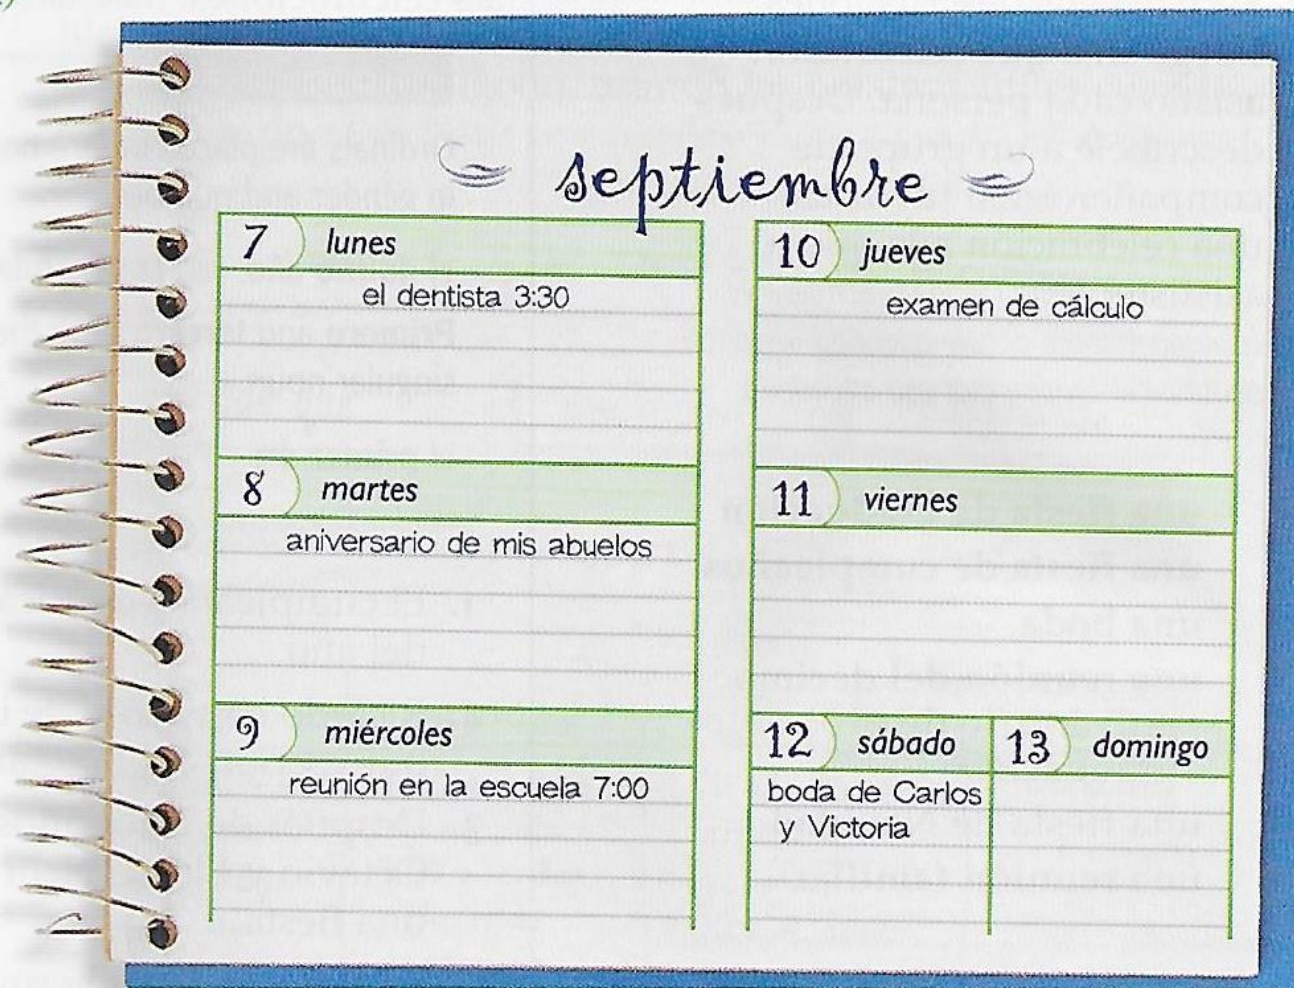 septiembre
7 lunes
el dentista 3:30
8 martes
aniversario de mis abuelos
9 miércoles
reunión en la escuela 7:00
10 jueves
examen de cálculo
11 viernes
12 sábado
boda de Carlos
y Victoria
13 domingo